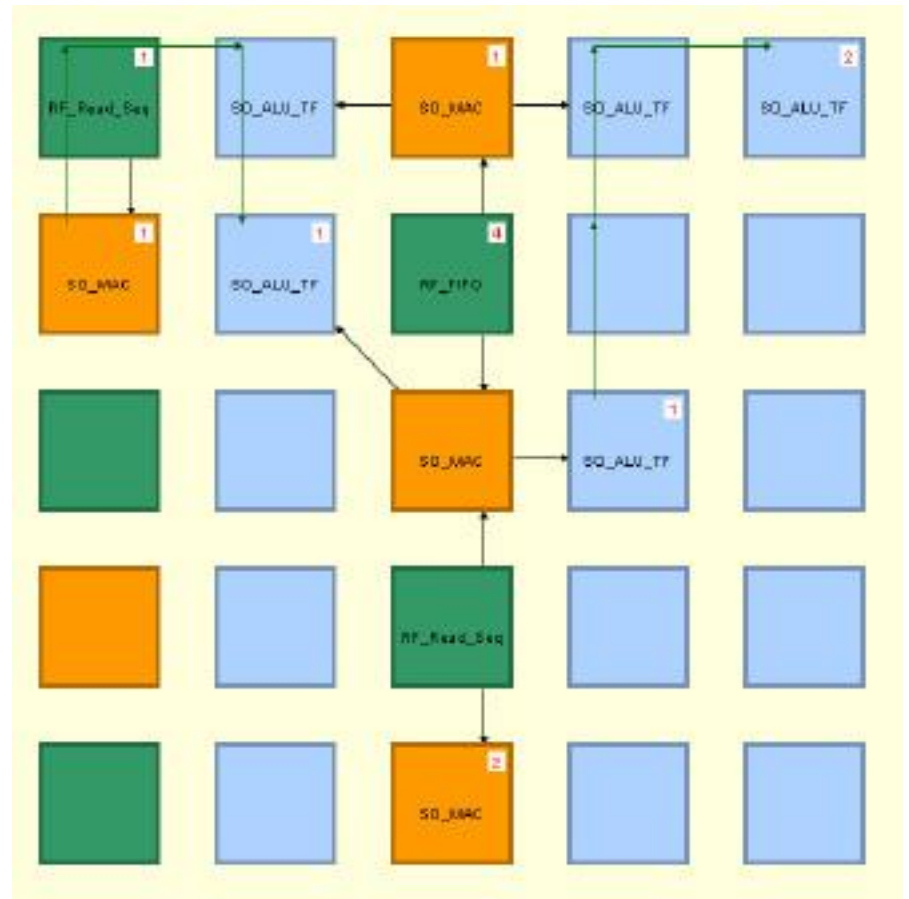 1
RF_Read_Seq
SO_ALU_TF
1
SO_MAC
SO_ALU_TF
2
SO_ALU_TF
1
SO_MAC
1
SO_ALU_TF
4
RF_FIFO
SO_MAC
1
SO_ALU_TF
RF_Read_Seq
2
SO_MAC